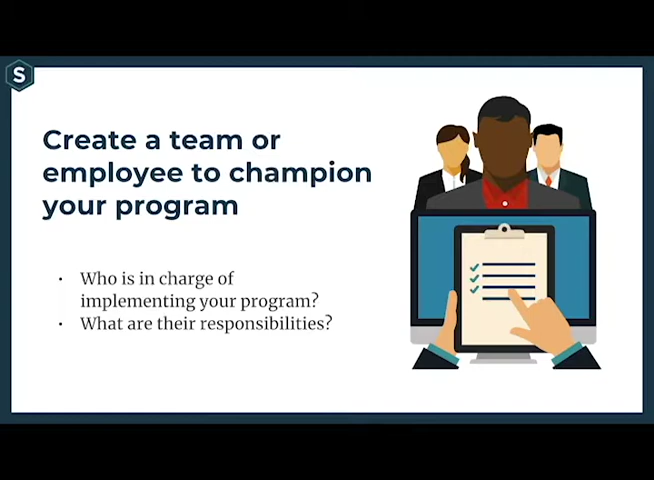 S
Create a team or
employee to champion
your program
· Who is in charge of
implementing your program?
· What are their responsibilities?